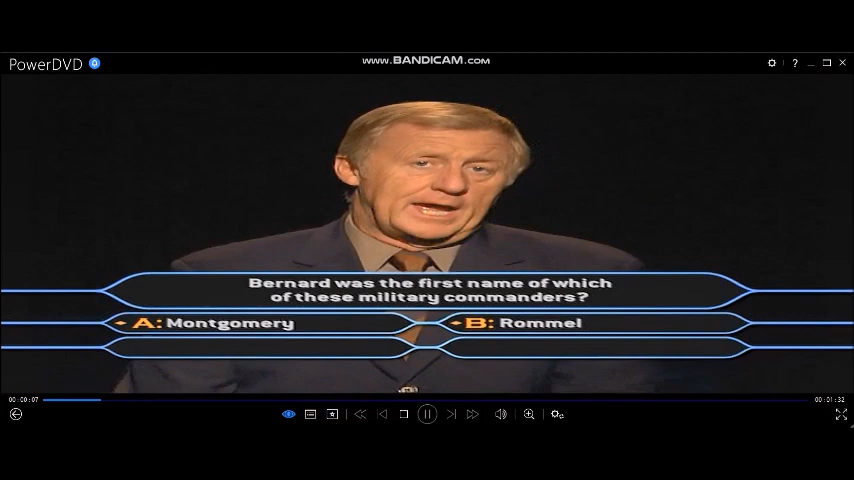 WWW.BANDICAM.COM
PowerDVD
?
Bernard was the first name of which
of these military commanders?
A: Montgomery
B: Rommel
00:00:07
00:01:32